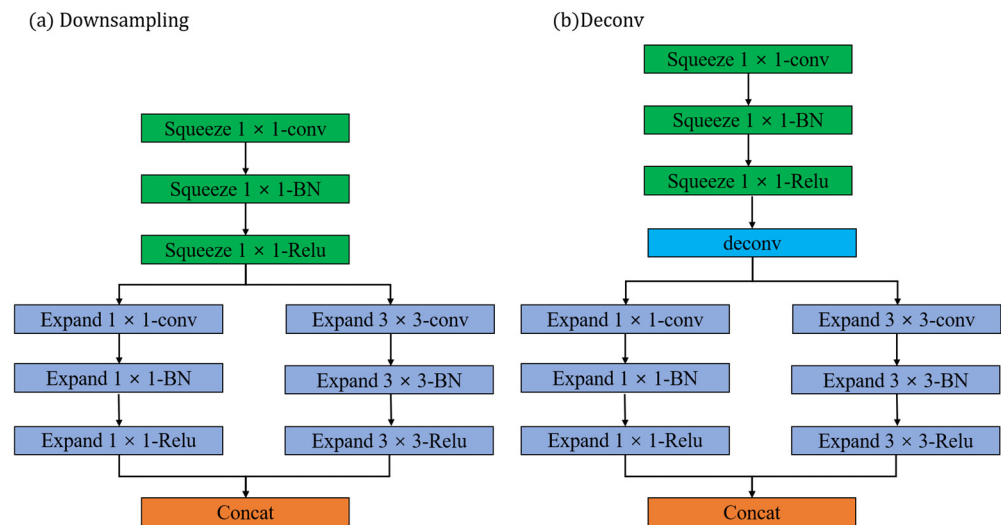 (a) Downsampling
Squeeze 1 × 1-conv
Squeeze 1 × 1-BN
Squeeze 1 × 1-Relu
Expand 1 × 1-conv
Expand 3 × 3-conv
Expand 1 × 1-BN
Expand 3 × 3-BN
Expand 1 × 1-Relu
Expand 3 × 3-Relu
Concat
(b)Deconv
Squeeze 1 × 1-conv
Squeeze 1 × 1-BN
Squeeze 1 × 1-Relu
deconv
Expand 1 × 1-conv
Expand 3 × 3-conv
Expand 1 × 1-BN
Expand 3 × 3-BN
Expand 1 × 1-Relu
Expand 3 × 3-Relu
Concat